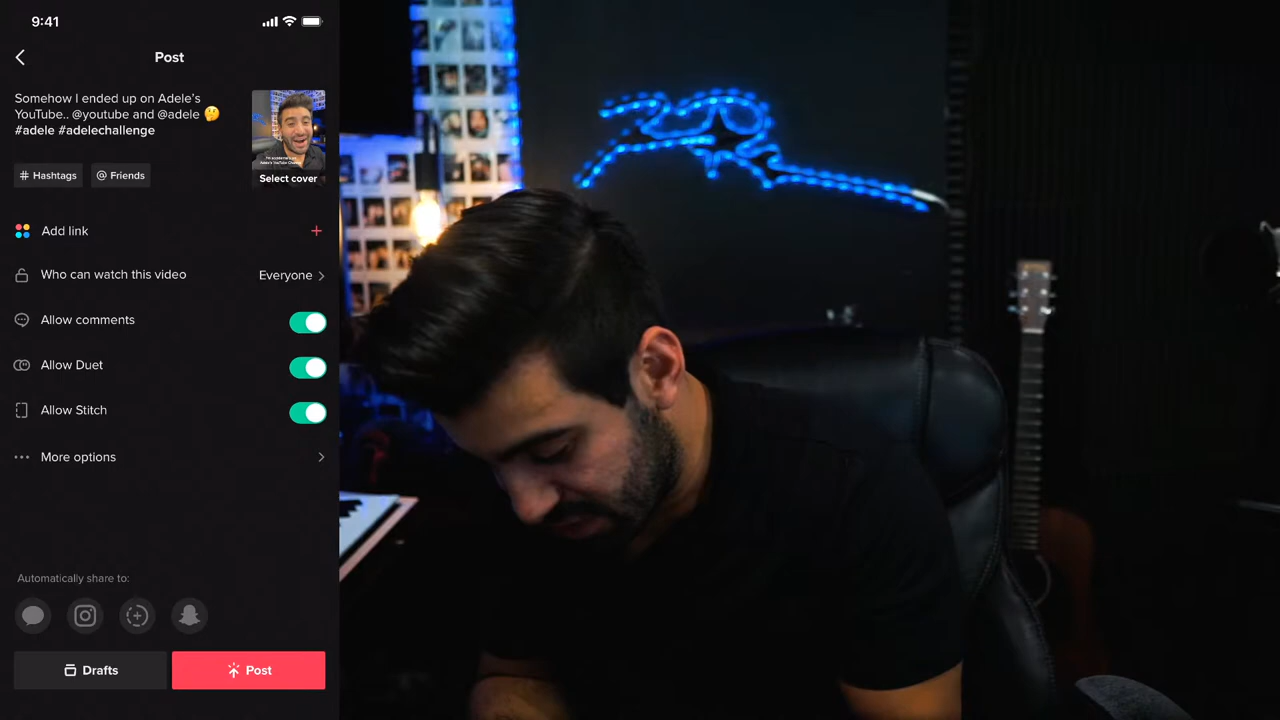 9:41
Post
Somehow I ended up on Adele's
YouTube.. @youtube and @adele 🤔
#adele #adelechallenge
Select cover
# Hashtags
@ Friends
Add link
Who can watch this video
Everyone
Allow comments
Allow Duet
Allow Stitch
More options
Automatically share to:
Drafts
Post